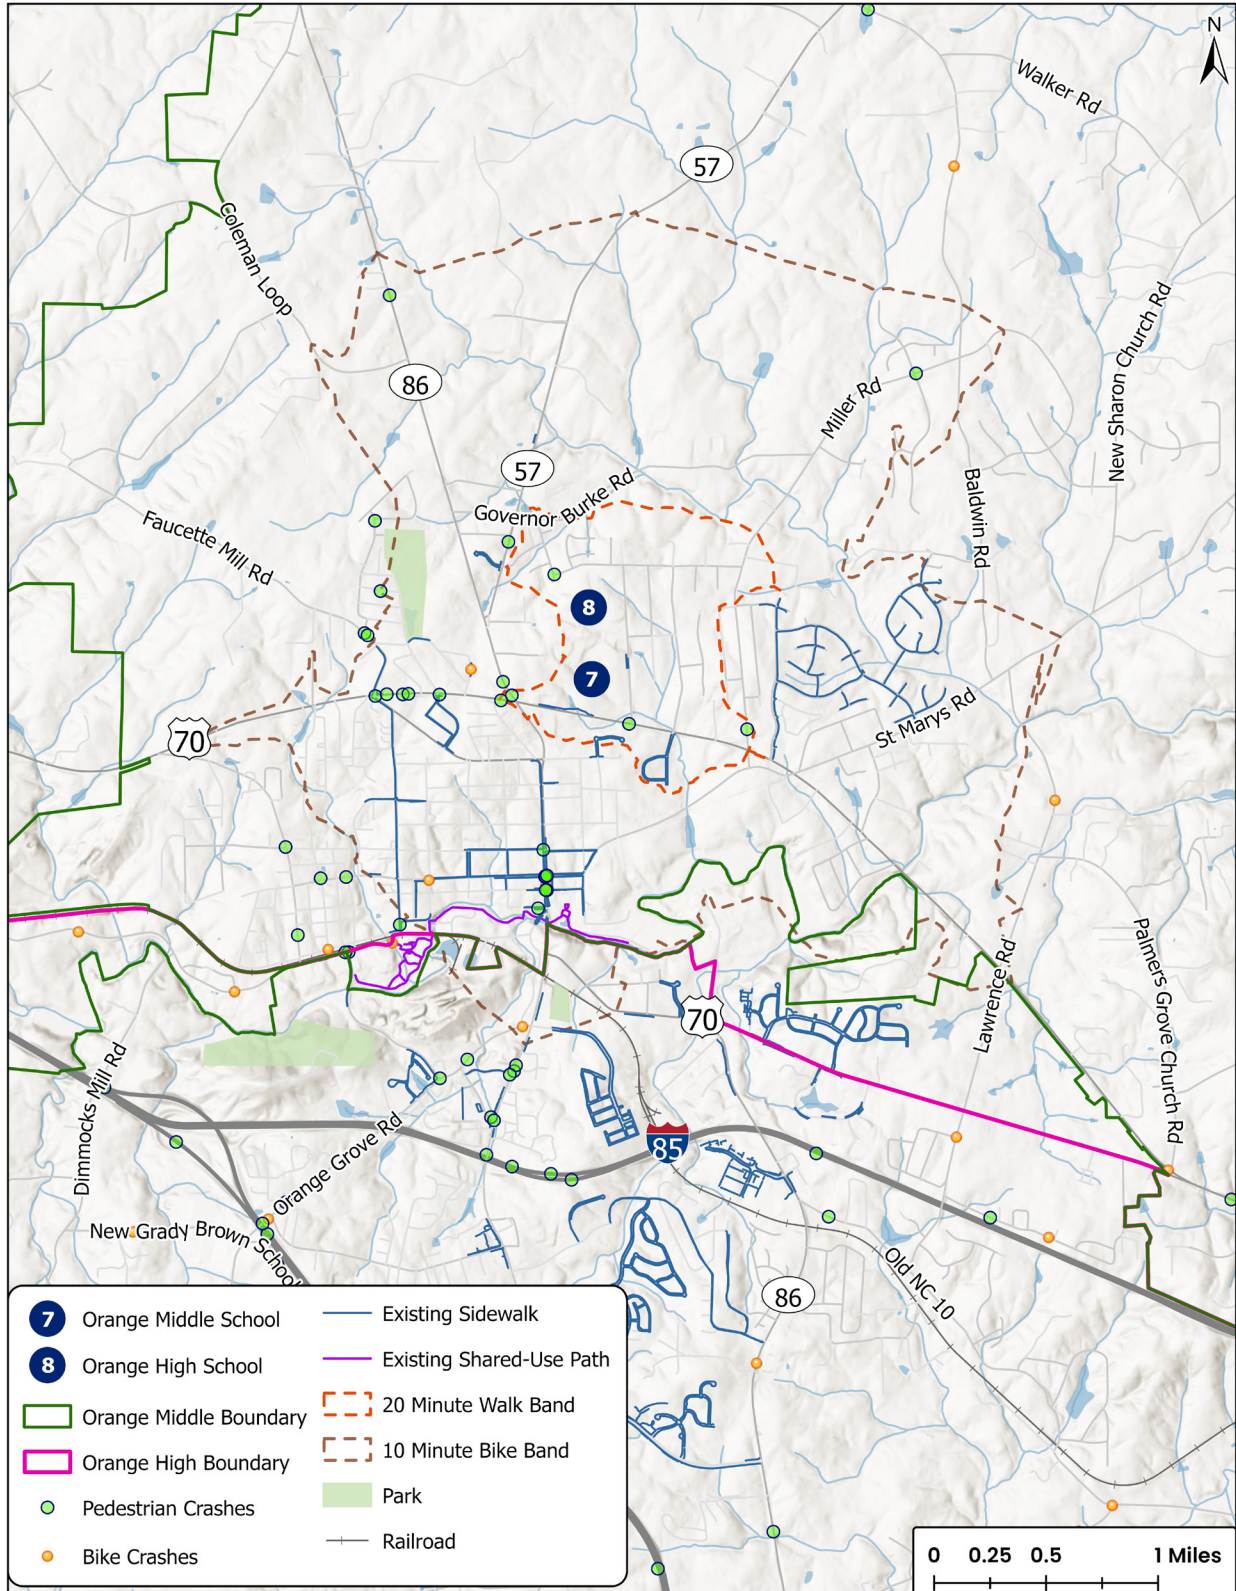 N
Walker Rd
57
Coleman Loop
New Sharon Church Rd
86
Miller Rd
57
Governor Burke Rd
Baldwin Rd
Faucette Mill Rd
8
7
70
St Marys Rd
Palmers Grove Church Rd
Lawrence Rd
70
Dimmocks Mill Rd
Orange Grove Rd
85
New Grady Brown School
Old NC 10
86
7 Orange Middle School
8 Orange High School
Orange Middle Boundary
Orange High Boundary
Pedestrian Crashes
Bike Crashes
Existing Sidewalk
Existing Shared-Use Path
20 Minute Walk Band
10 Minute Bike Band
Park
Railroad
0 0.25 0.5 1 Miles